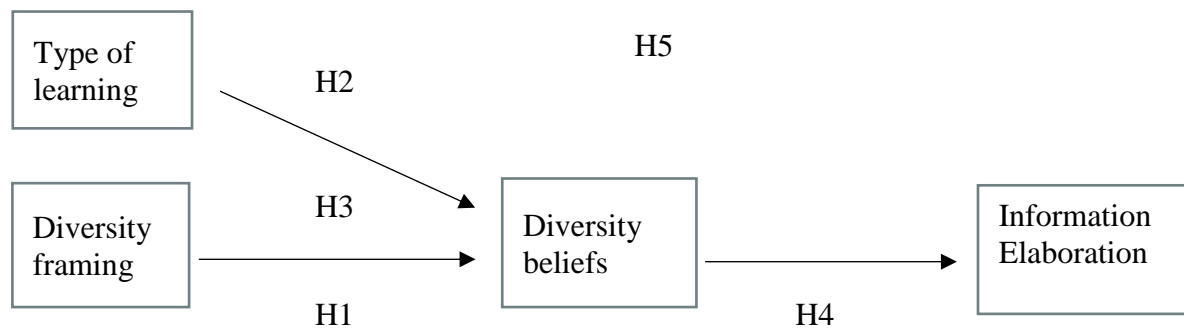 Type of
learning
H2
H5
H3
Diversity
framing
Diversity
beliefs
Information
Elaboration
H1
H4